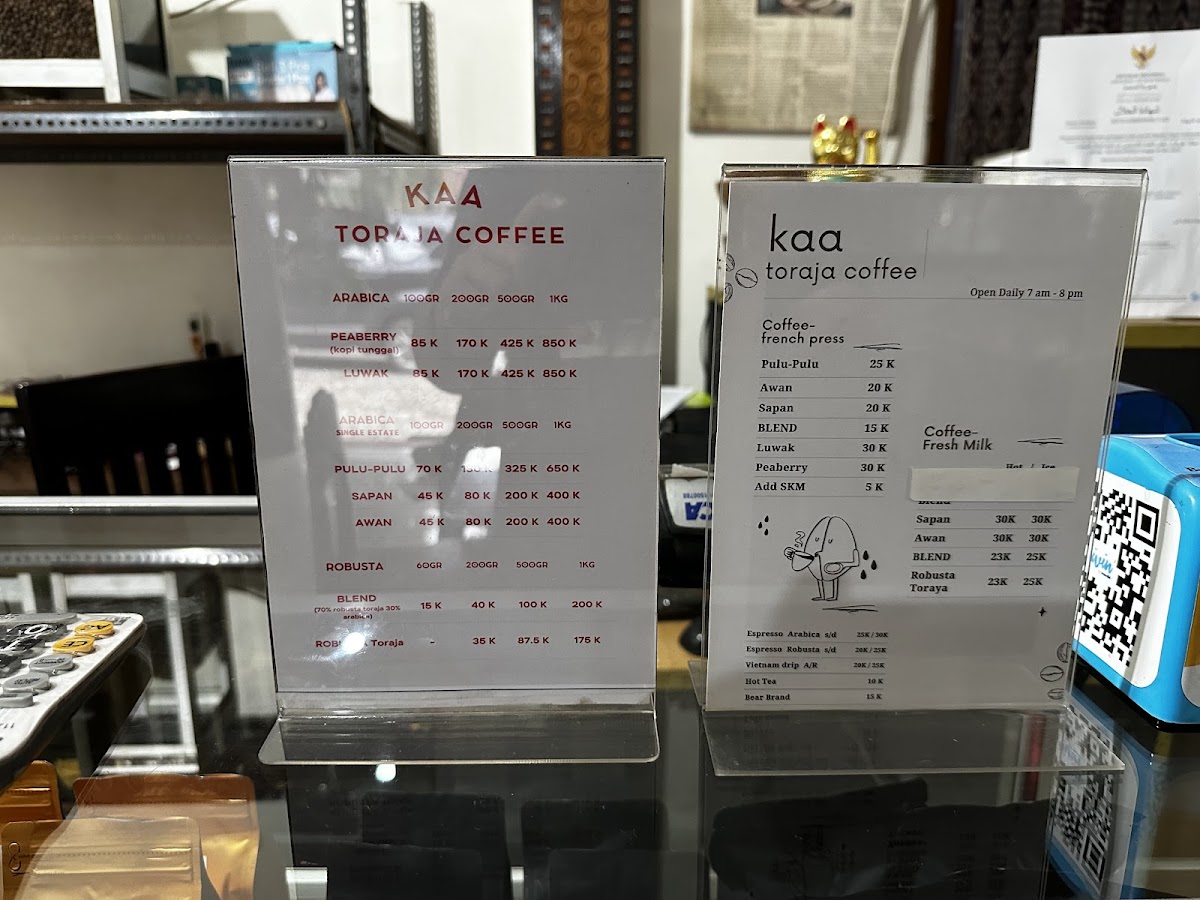 KAA
TORAJA COFFEE
ARABICA 100GR 200GR 500GR 1KG
PEABERRY 85 K 170 K 425 K 850 K
(kopi tunggal)
LUWAK 85 K 170 K 425 K 850 K
ARABICA 100GR 200GR 500GR 1KG
SINGLE ESTATE
PULU-PULU 70 K 325 K 650 K
SAPAN 45 K 80 K 200 K 400 K
AWAN 45 K 80 K 200 K 400 K
ROBUSTA 60GR 200GR 500GR 1KG
BLEND 15 K 40 K 100 K 200 K
(70% robusta toraja 30%
arabica)
ROBUSTA Toraja - 35 K 87.5 K 175 K
kaa
toraja coffee
Open Daily 7 am - 8 pm
Coffee-
french press
Pulu-Pulu 25 K
Awan 20 K
Sapan 20 K
BLEND 15 K
Luwak 30 K
Peaberry 30 K
Add SKM 5 K
Coffee-
Fresh Milk
Hot / Ice
Sapan 30K 30K
Awan 30K 30K
BLEND 23K 25K
Robusta
Toraya 23K 25K
Espresso Arabica s/d 25K / 30K
Espresso Robusta s/d 20K / 25K
Vietnam drip A/R 20K / 25K
Hot Tea 10 K
Bear Brand 15 K